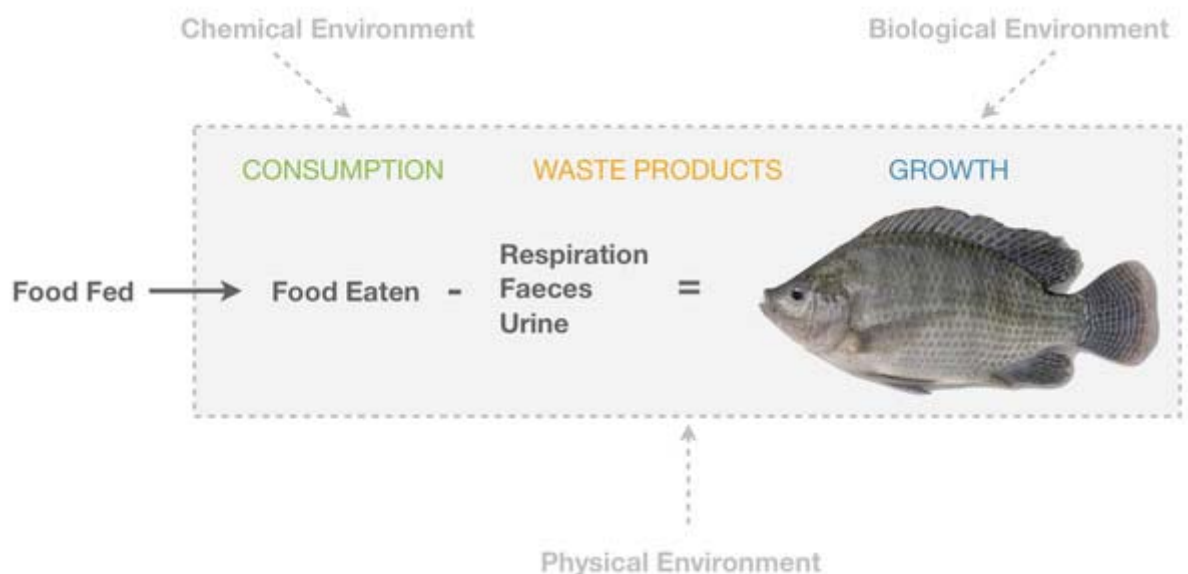 Chemical Environment
Biological Environment
CONSUMPTION
WASTE PRODUCTS
GROWTH
Food Fed
Food Eaten
-
Respiration
Faeces
Urine
=
Physical Environment